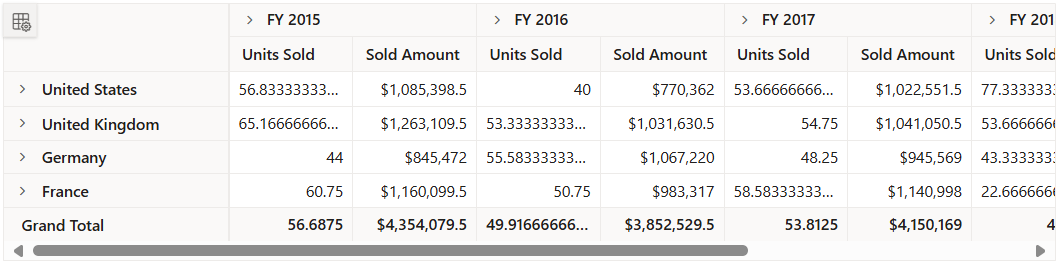 FY 2015 FY 2016 FY 2017 FY 201
Units Sold Sold Amount Units Sold Sold Amount Units Sold Sold Amount Units Sold
United States 56.83333333... $1,085,398.5 40 $770,362 53.66666666... $1,022,551.5 77.3333333
United Kingdom 65.16666666... $1,263,109.5 53.33333333... $1,031,630.5 54.75 $1,041,050.5 53.666666
Germany 44 $845,472 55.58333333... $1,067,220 48.25 $945,569 43.333333
France 60.75 $1,160,099.5 50.75 $983,317 58.58333333... $1,140,998 22.666666
Grand Total 56.6875 $4,354,079.5 49.91666666... $3,852,529.5 53.8125 $4,150,169 4